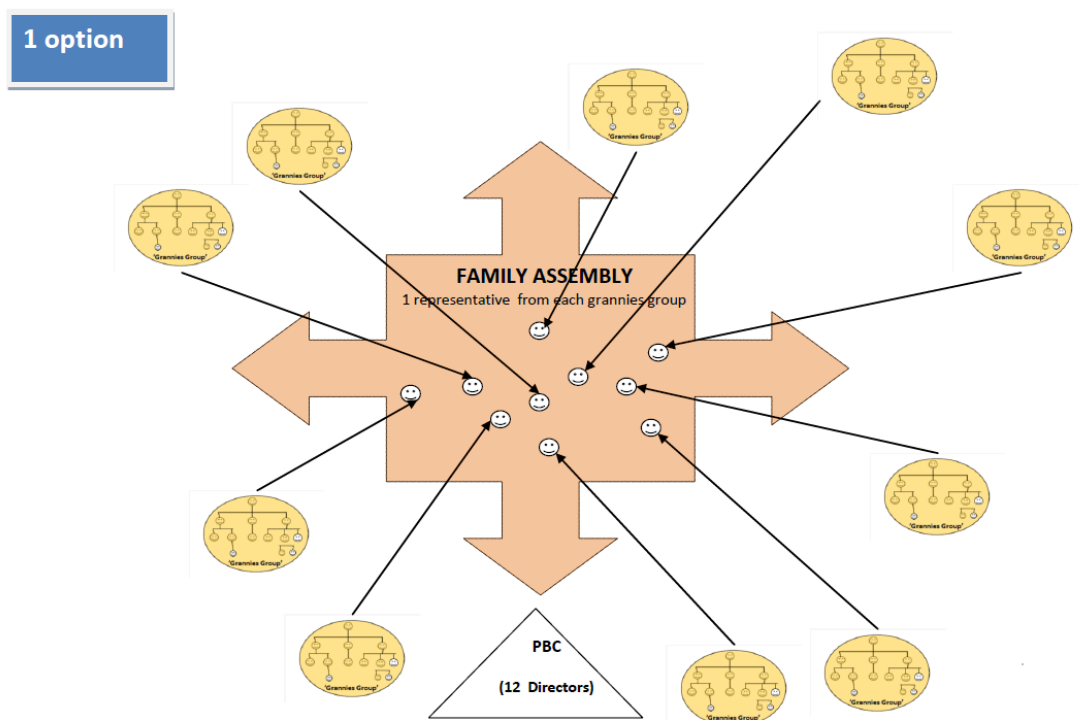 1 option
'Grannies Group'
'Grannies Group'
'Grannies Group'
'Grannies Group'
'Grannies Group'
'Grannies Group'
FAMILY ASSEMBLY
1 representative from each grannies group
'Grannies Group'
'Grannies Group'
'Grannies Group'
'Grannies Group'
'Grannies Group'
PBC
(12 Directors)